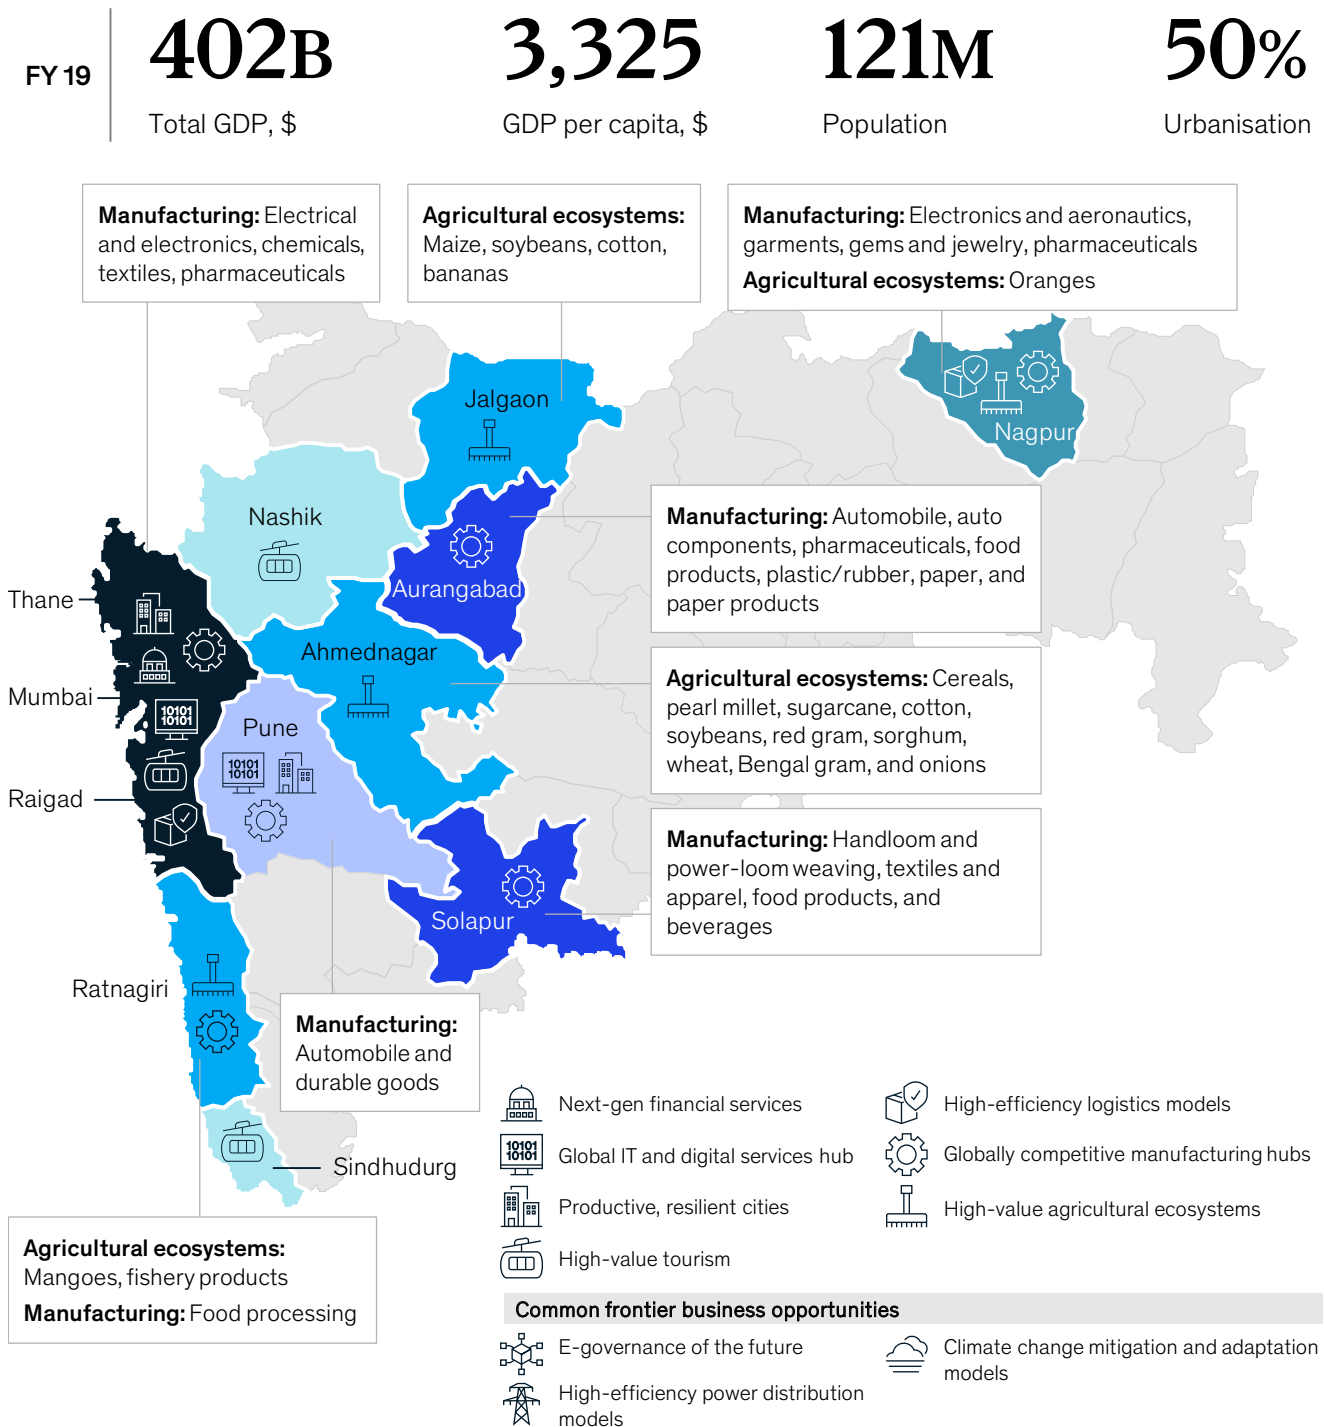 FY 19
402B
Total GDP, $
3,325
GDP per capita, $
121M
Population
50%
Urbanisation
Manufacturing: Electrical
and electronics, chemicals,
textiles, pharmaceuticals
Agricultural ecosystems:
Maize, soybeans, cotton,
bananas
Manufacturing: Electronics and aeronautics,
garments, gems and jewelry, pharmaceuticals
Agricultural ecosystems: Oranges
Jalgaon
Nagpur
Nashik
Aurangabad
Manufacturing: Automobile, auto
components, pharmaceuticals, food
products, plastic/rubber, paper, and
paper products
Thane
Ahmednagar
Agricultural ecosystems: Cereals,
pearl millet, sugarcane, cotton,
soybeans, red gram, sorghum,
wheat, Bengal gram, and onions
Mumbai
10101
10101
Pune
10101
10101
Raigad
Manufacturing: Handloom and
power-loom weaving, textiles and
apparel, food products, and
beverages
Solapur
Ratnagiri
Manufacturing:
Automobile and
durable goods
Sindhudurg
Agricultural ecosystems:
Mangoes, fishery products
Manufacturing: Food processing
Next-gen financial services
10101
10101
Global IT and digital services hub
Productive, resilient cities
High-value tourism
High-efficiency logistics models
Globally competitive manufacturing hubs
High-value agricultural ecosystems
Common frontier business opportunities
E-governance of the future
High-efficiency power distribution
models
Climate change mitigation and adaptation
models